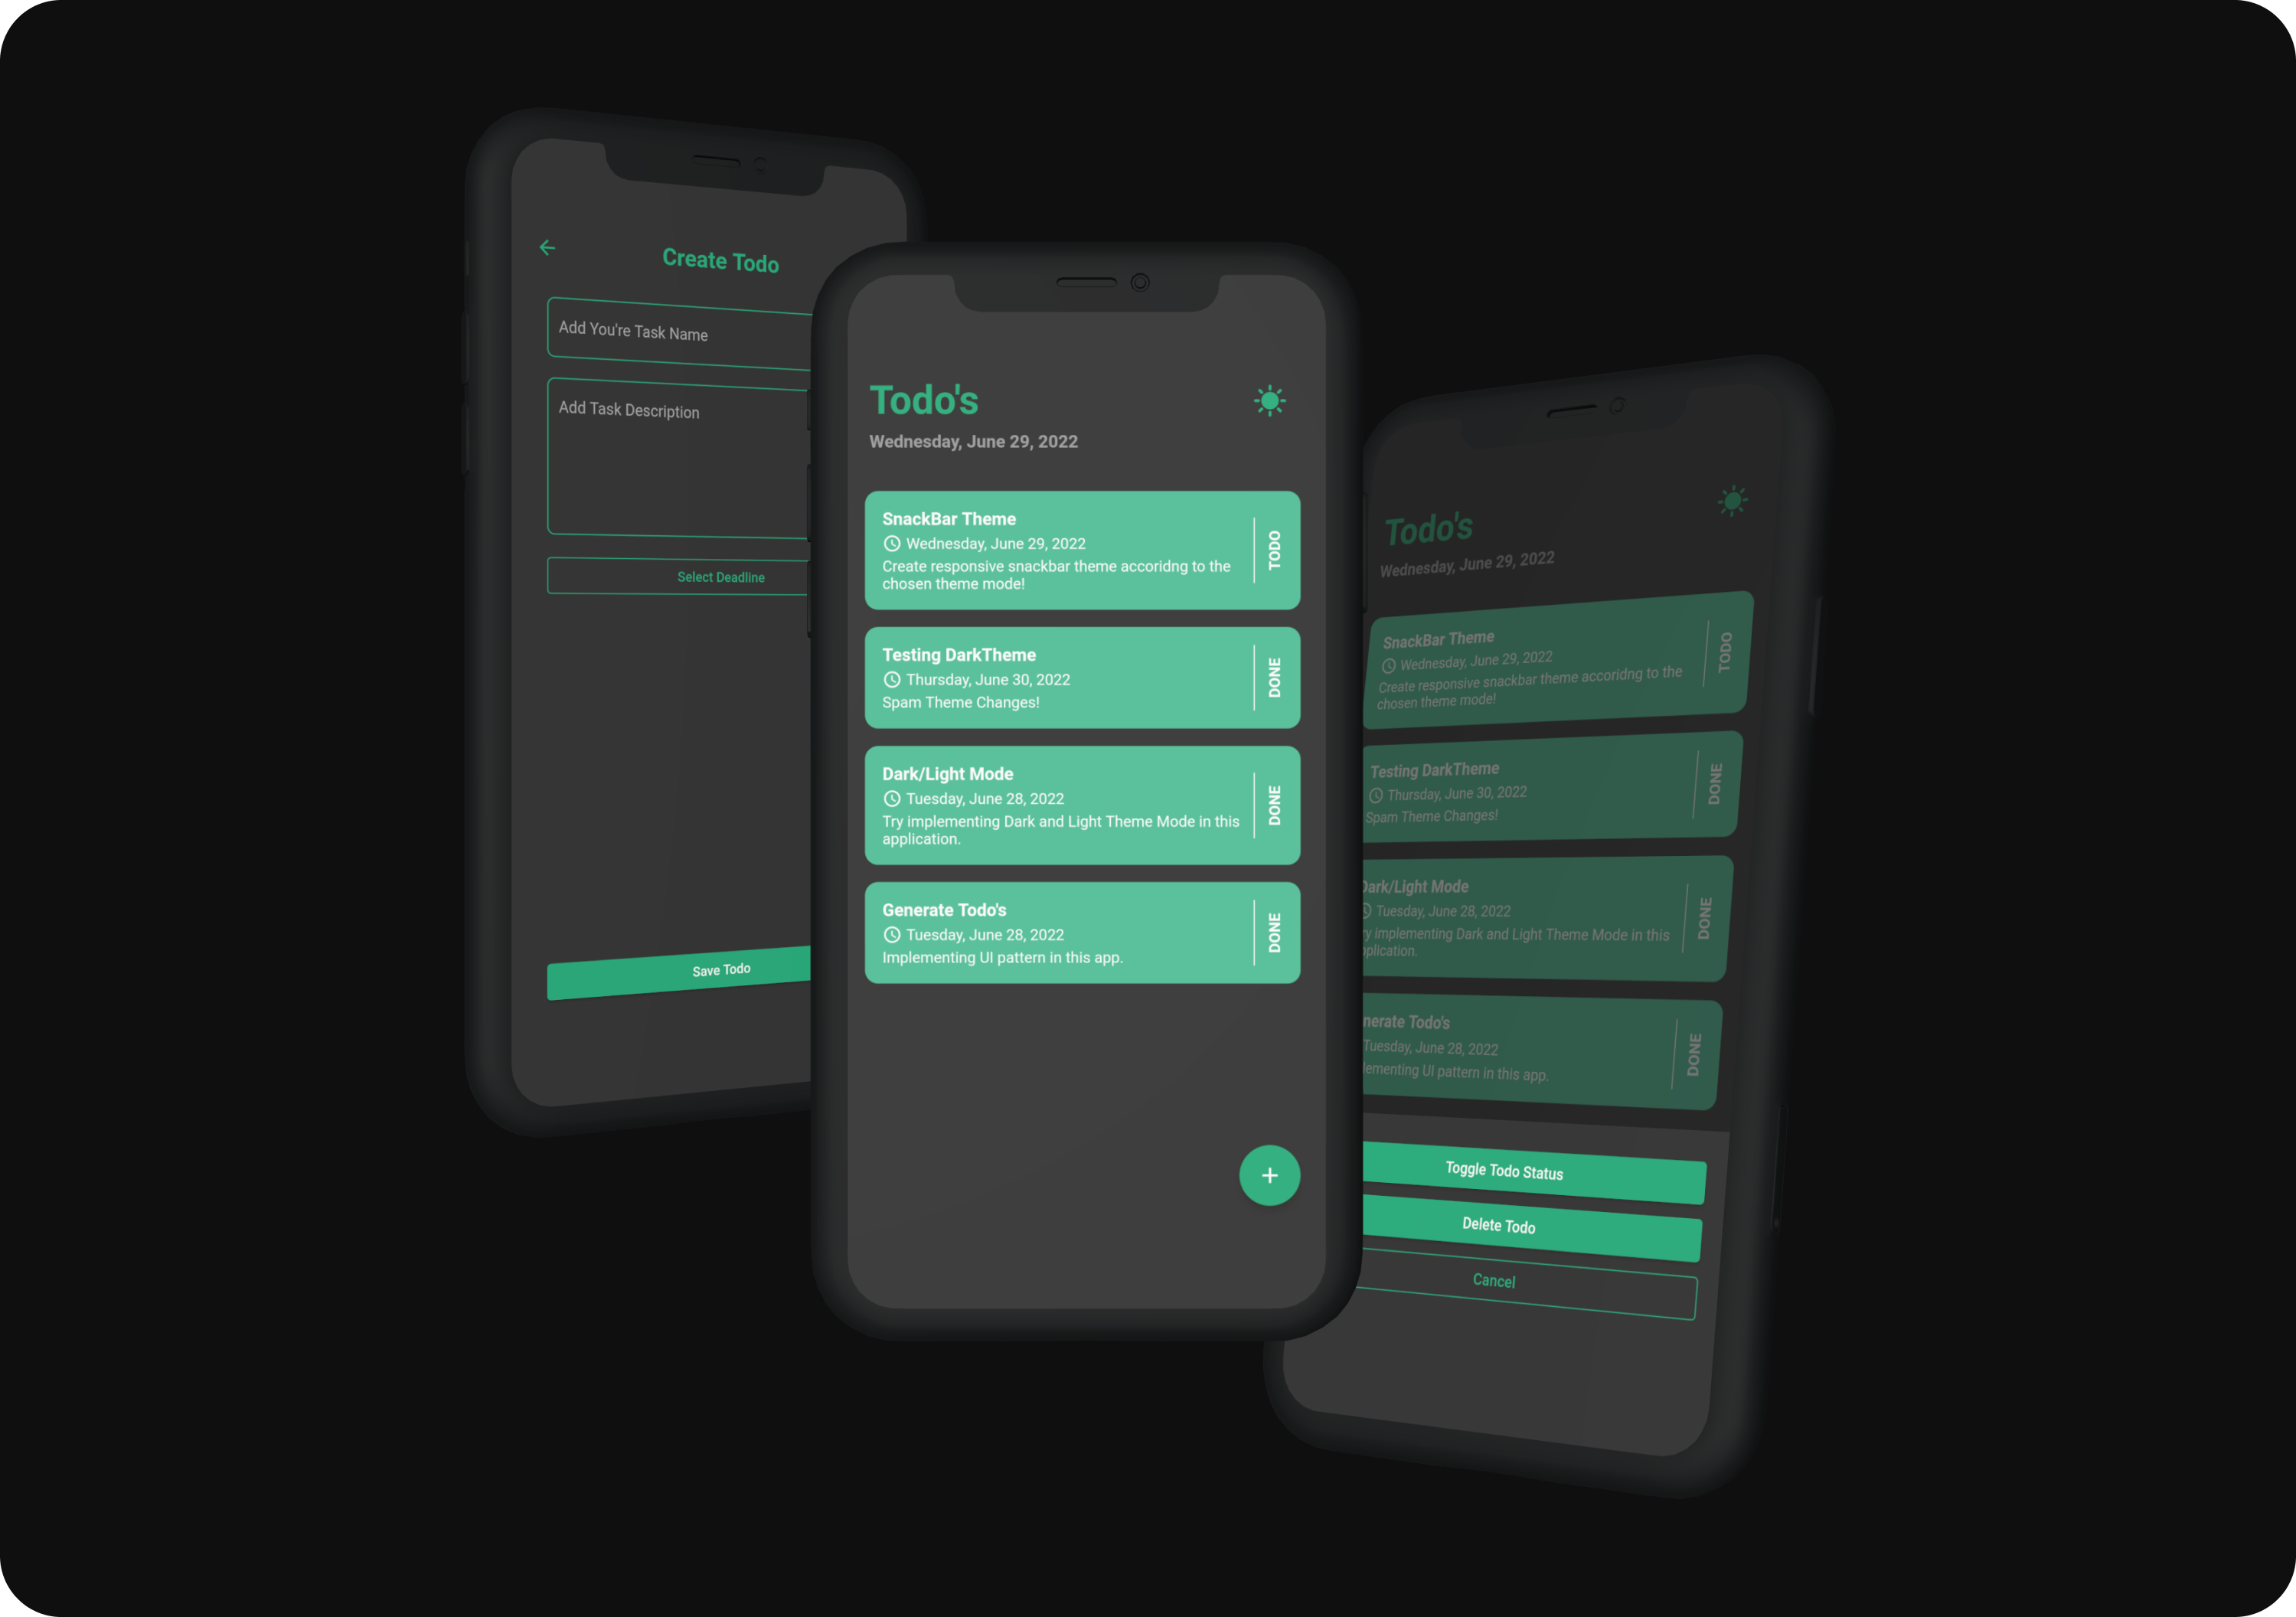 Create Todo
Add You're Task Name
Add Task Description
Select Deadline
Save Todo
Todo's
Wednesday, June 29, 2022
SnackBar Theme
Wednesday, June 29, 2022
Create responsive snackbar theme accoridng to the
chosen theme mode!
TODO
Testing DarkTheme
Thursday, June 30, 2022
Spam Theme Changes!
DONE
Dark/Light Mode
Tuesday, June 28, 2022
Try implementing Dark and Light Theme Mode in this
application.
DONE
Generate Todo's
Tuesday, June 28, 2022
Implementing UI pattern in this app.
DONE
+
Todo's
Wednesday, June 29, 2022
SnackBar Theme
Wednesday, June 29, 2022
Create responsive snackbar theme accoridng to the
chosen theme mode!
TODO
Testing DarkTheme
Thursday, June 30, 2022
Spam Theme Changes!
DONE
Dark/Light Mode
Tuesday, June 28, 2022
implementing Dark and Light Theme Mode in this
DONE
Todo's
Tuesday, June 28, 2022
UI pattern in this app.
DONE
Toggle Todo Status
Delete Todo
Cancel